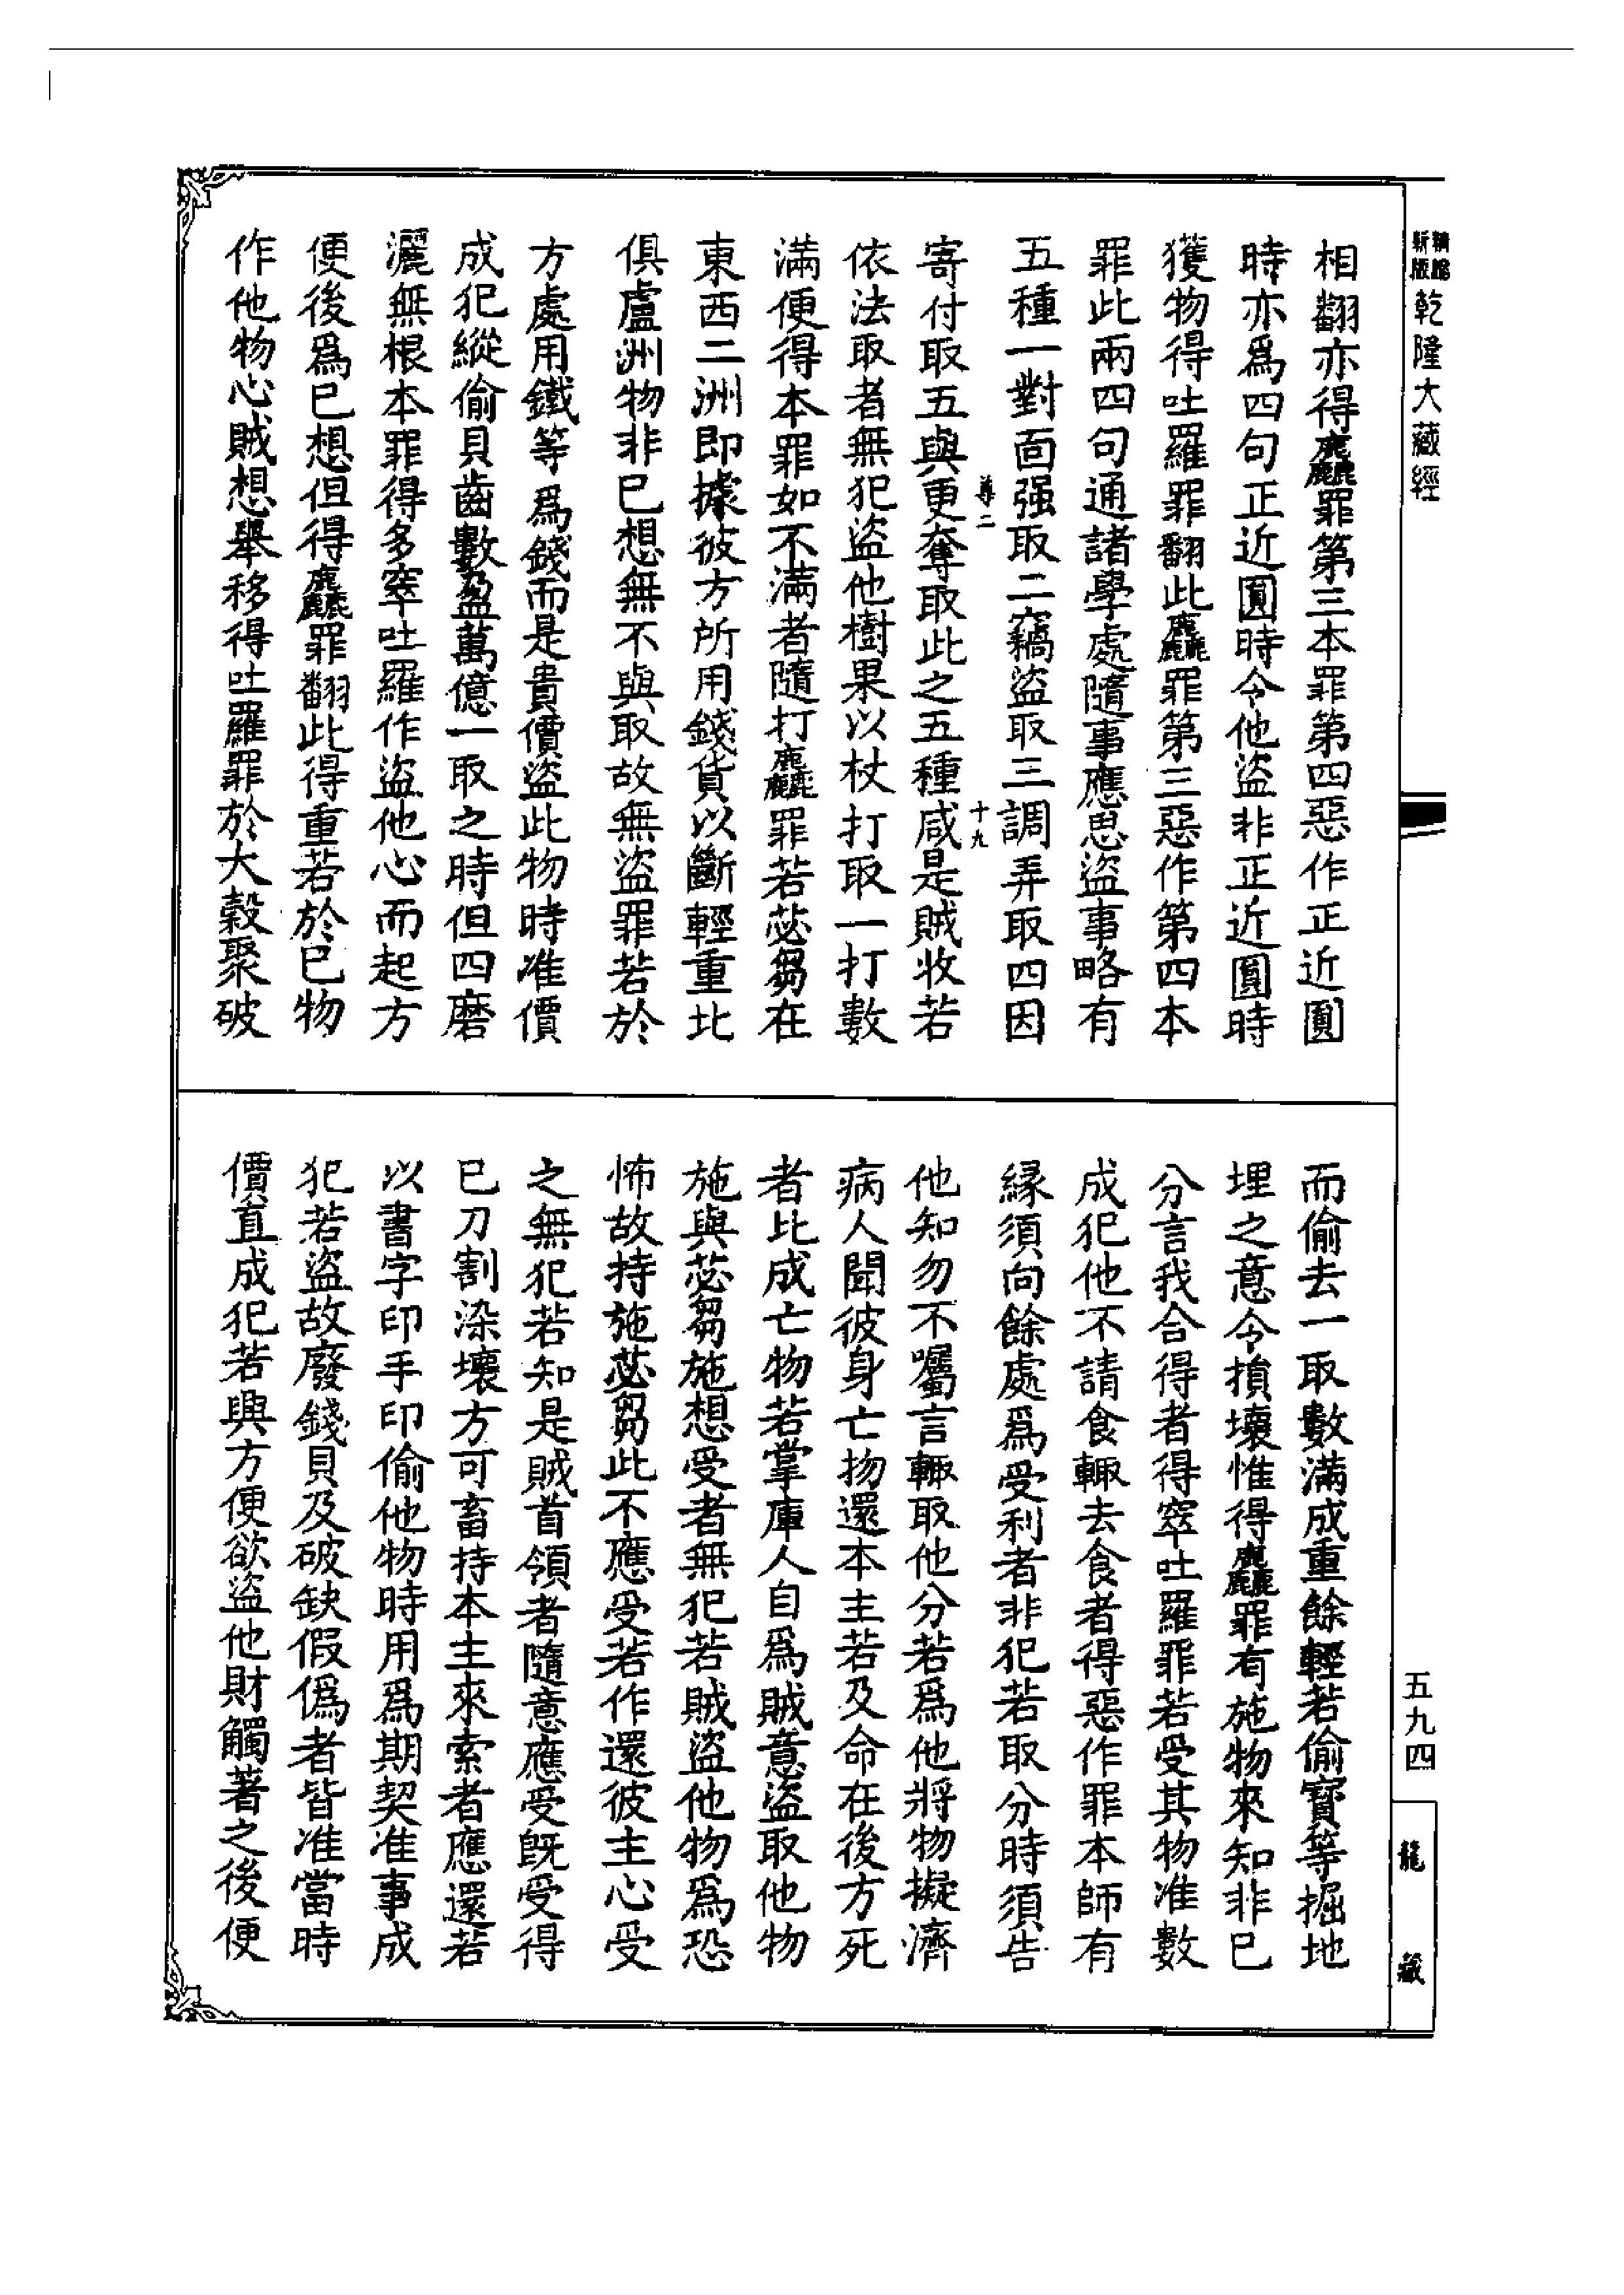 新版精縮乾隆大藏經
相翻亦得麤罪第三本罪第四惡作正近圓
時亦爲四句正近圓時令他盜非正近圓時
獲物得吐羅罪翻此麤罪第三惡作第四本
罪此兩四句通諸學處隨事應思盜事略有
五種一對面强取二竊盜取三調弄取四因
尊二
十九
寄付取五與更奪取此之五種咸是賊收若
依法取者無犯盜他樹果以杖打取一打數
滿便得本罪如不滿者隨打麤罪若苾芻在
東西二洲即據彼方所用錢貨以斷輕重北
俱盧洲物非已想無不與取故無盜罪若於
方處用鐵等爲錢而是貴價盜此物時准價
成犯縱偷貝齒數盈萬億一取之時但四磨
灑無根本罪得多窣吐羅作盜他心而起方
便後爲已想但得麤罪翻此得重若於已物
作他物心賊想舉移得吐羅罪於大穀聚破
而偷去一取數滿成重餘輕若偷寶等掘地
埋之意令損壞惟得麤罪有施物來知非已
分言我合得者得窣吐羅罪若受其物准數
成犯他不請食輙去食者得惡作罪本師有
緣須向餘處爲受利者非犯若取分時須告
他知勿不囑言輙取他分若爲他將物擬濟
病人聞彼身亡物還本主若及命在後方死
者比成亡物若掌庫人自爲賊意盜取他物
施與苾芻施想受者無犯若賊盜他物爲恐
怖故持施苾芻此不應受若作還彼主心受
之無犯若知是賊首領者隨意應受旣受得
已刀割染壞方可畜持本主來索者應還若
以書字印手印偷他物時用爲期契准事成
犯若盜故廢錢貝及破缺假僞者皆准當時
價直成犯若興方便欲盜他財觸著之後便
五九四
龍藏